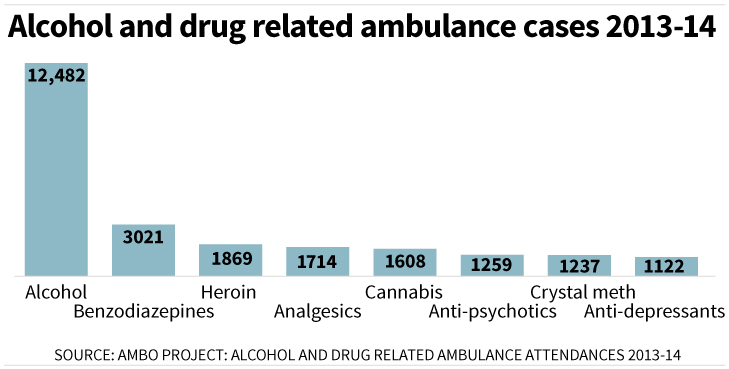 Alcohol and drug related ambulance cases 2013-14
12,482
3021
1869
1714
1608
1259
1237
1122
Alcohol
Heroin
Cannabis
Crystal meth
Benzodiazepines
Analgesics
Anti-psychotics
Anti-depressants
SOURCE: AMBO PROJECT: ALCOHOL AND DRUG RELATED AMBULANCE ATTENDANCES 2013-14